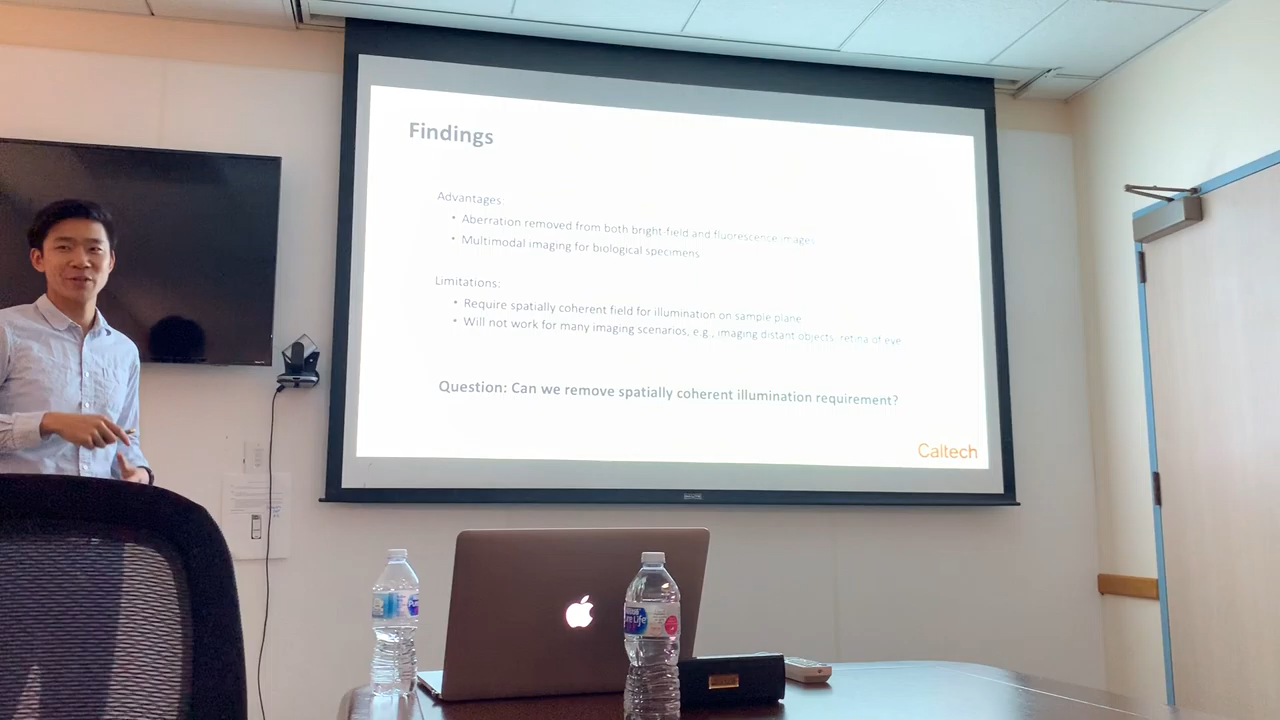 Findings
Advantages:
• Aberration removed from both bright-field and fluorescence images
• Multimodal imaging for biological specimens
Limitations:
• Require spatially coherent field for illumination on sample plane
• Will not work for many imaging scenarios, e.g., imaging distant objects, retina of eye
Question: Can we remove spatially coherent illumination requirement?
Caltech
Life